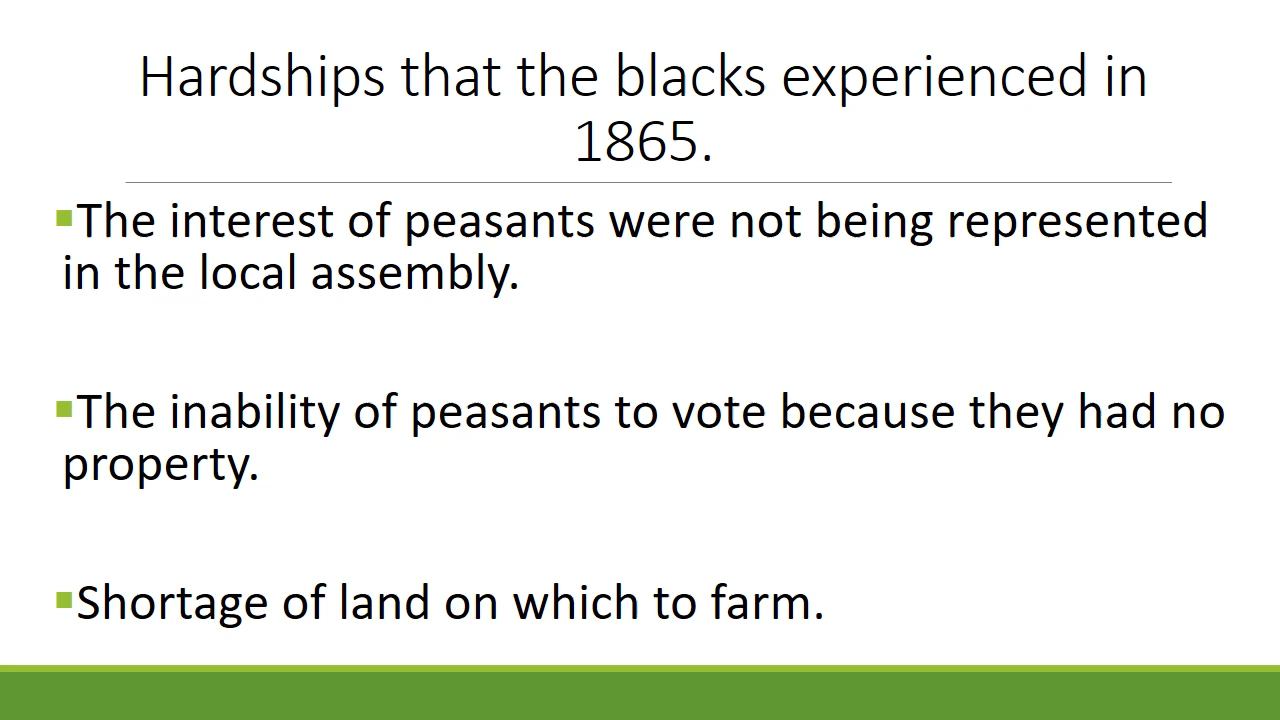 Hardships that the blacks experienced in
1865.
▪The interest of peasants were not being represented
in the local assembly.
▪The inability of peasants to vote because they had no
property.
▪Shortage of land on which to farm.